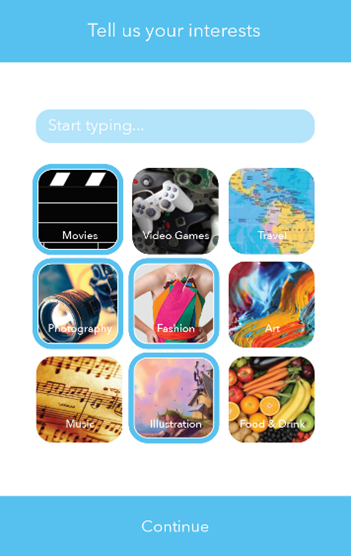 Tell us your interests
Start typing...
Movies
Video Games
Travel
Photography
Fashion
Art
Music
Illustration
Food & Drink
Continue